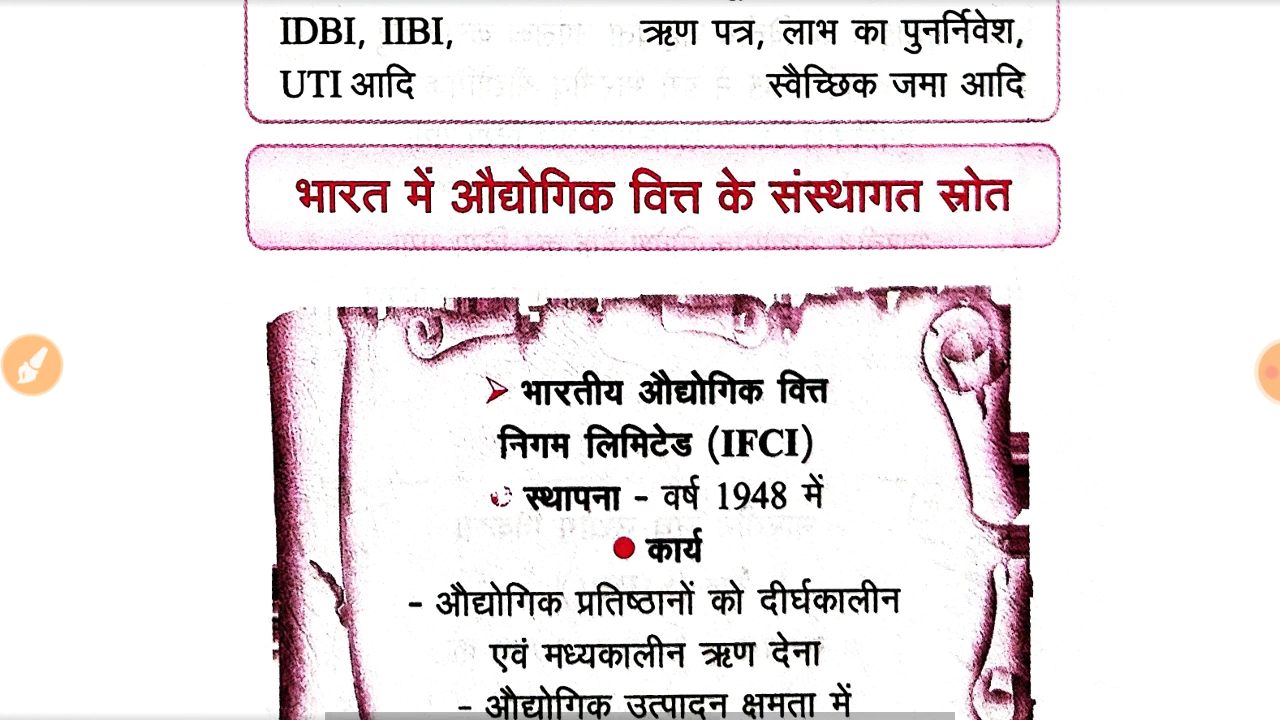 IDBI, IIBI, ऋण पत्र, लाभ का पुनर्निवेश,
UTI आदि स्वैच्छिक जमा आदि
भारत में औद्योगिक वित्त के संस्थागत स्रोत
➢ भारतीय औद्योगिक वित्त
निगम लिमिटेड (IFCI)
स्थापना - वर्ष 1948 में
● कार्य
- औद्योगिक प्रतिष्ठानों को दीर्घकालीन
एवं मध्यकालीन ऋण देना
- औद्योगिक उत्पादन क्षमता में